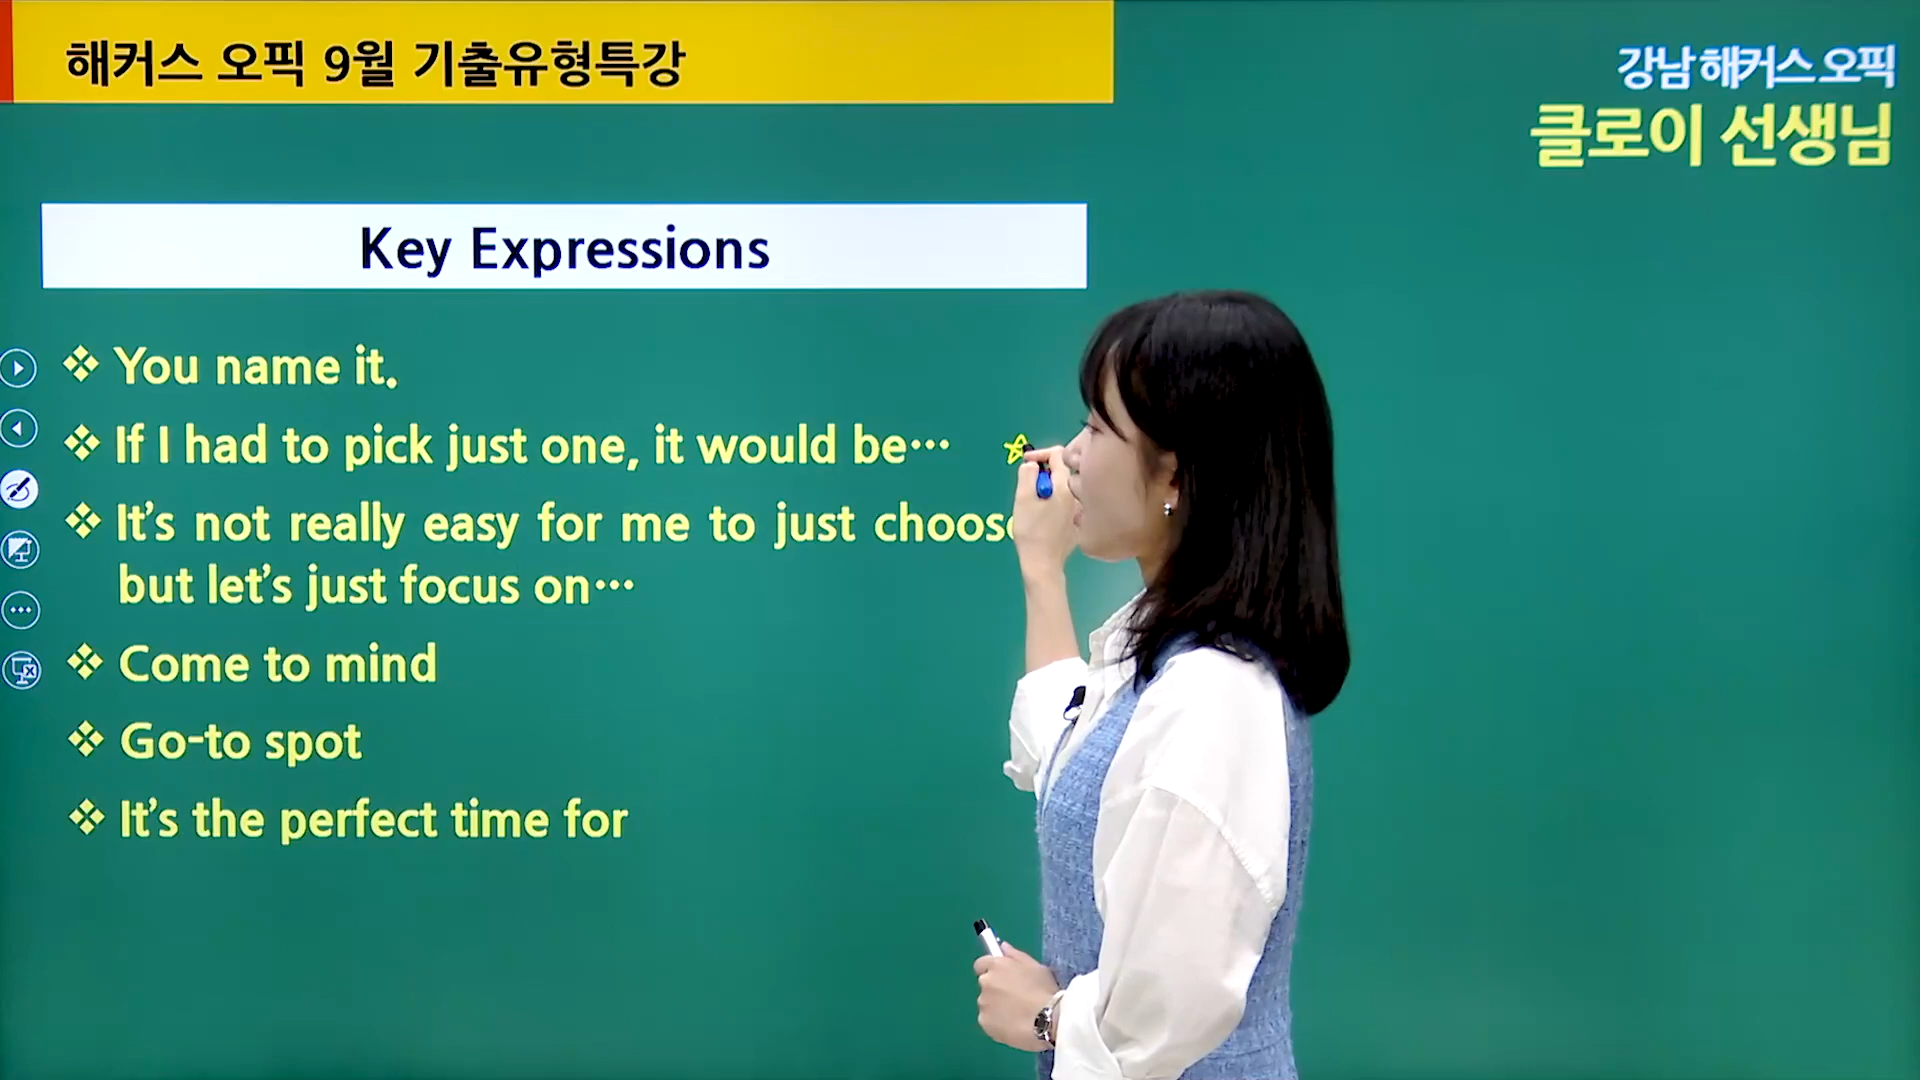 해커스 오픽 9월 기출유형특강
강남 해커스 오픽
클로이 선생님
Key Expressions
❖ You name it.
❖ If I had to pick just one, it would be…
❖ It's not really easy for me to just choose
but let's just focus on…
❖ Come to mind
❖ Go-to spot
❖ It's the perfect time for